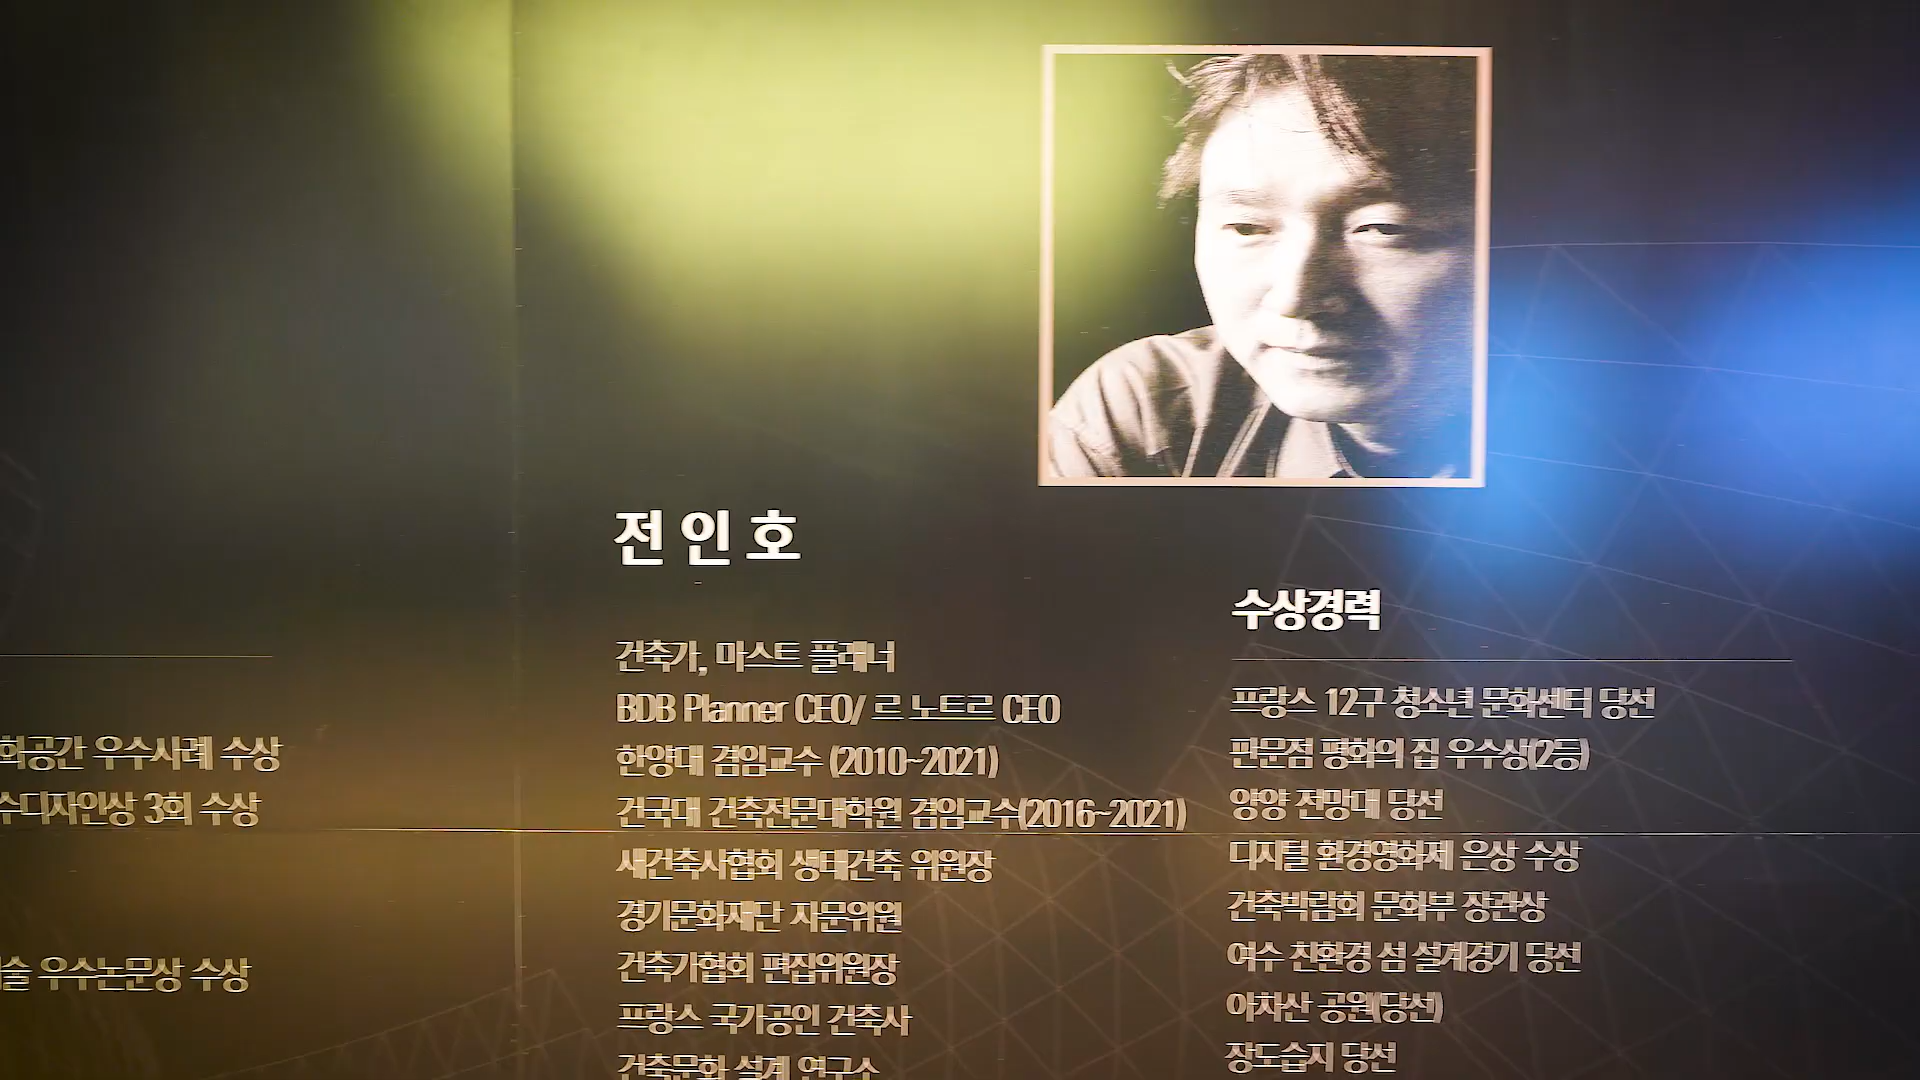 전인호
건축가, 마스트 플래너
BDB Planner CEO/ 르 노트르 CEO
한양대 겸임교수 (2010~2021)
건국대 건축전문대학원 겸임교수(2016~2021)
새건축사협회 생태건축 위원장
경기문화재단 자문위원
건축가협회 편집위원장
프랑스 국가공인 건축사
건축문화 설계 연구소
수상경력
프랑스 12구 청소년 문화센터 당선
판문점 평화의 집 우수상(2등)
양양 전망대 당선
디지털 환경영화제 은상 수상
건축박람회 문화부 장관상
여수 친환경 섬 설계경기 당선
아차산 공원(당선)
장도습지 당선
화공간 우수사례 수상
수디자인상 3회 수상
술 우수논문상 수상